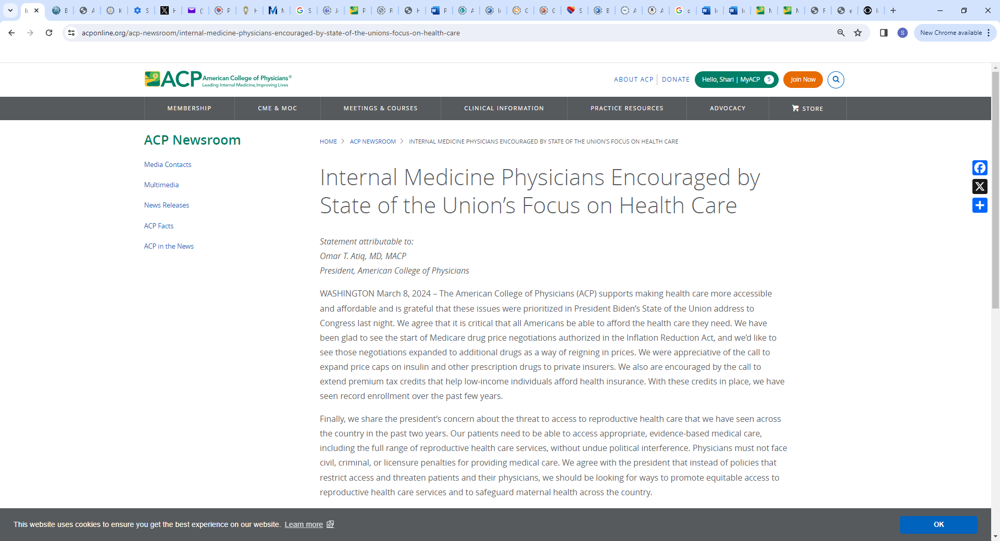 acponline.org/acp-newsroom/internal-medicine-physicians-encouraged-by-state-of-the-unions-focus-on-health-care
S
New Chrome available
ACP American College of Physicians®
Leading Internal Medicine, Improving Lives
ABOUT ACP
DONATE
Hello, Shari | MyACP 5
Join Now
MEMBERSHIP
CME & MOC
MEETINGS & COURSES
CLINICAL INFORMATION
PRACTICE RESOURCES
ADVOCACY
STORE
ACP Newsroom
Media Contacts
Multimedia
News Releases
ACP Facts
ACP in the News
HOME > ACP NEWSROOM > INTERNAL MEDICINE PHYSICIANS ENCOURAGED BY STATE OF THE UNION'S FOCUS ON HEALTH CARE
Internal Medicine Physicians Encouraged by
State of the Union’s Focus on Health Care
Statement attributable to:
Omar T. Atiq, MD, MACP
President, American College of Physicians
WASHINGTON March 8, 2024 – The American College of Physicians (ACP) supports making health care more accessible
and affordable and is grateful that these issues were prioritized in President Biden’s State of the Union address to
Congress last night. We agree that it is critical that all Americans be able to afford the health care they need. We have
been glad to see the start of Medicare drug price negotiations authorized in the Inflation Reduction Act, and we’d like to
see those negotiations expanded to additional drugs as a way of reigning in prices. We were appreciative of the call to
expand price caps on insulin and other prescription drugs to private insurers. We also are encouraged by the call to
extend premium tax credits that help low-income individuals afford health insurance. With these credits in place, we have
seen record enrollment over the past few years.
Finally, we share the president’s concern about the threat to access to reproductive health care that we have seen across
the country in the past two years. Our patients need to be able to access appropriate, evidence-based medical care,
including the full range of reproductive health care services, without undue political interference. Physicians must not face
civil, criminal, or licensure penalties for providing medical care. We agree with the president that instead of policies that
restrict access and threaten patients and their physicians, we should be looking for ways to promote equitable access to
reproductive health care services and to safeguard maternal health across the country.
This website uses cookies to ensure you get the best experience on our website. Learn more
OK